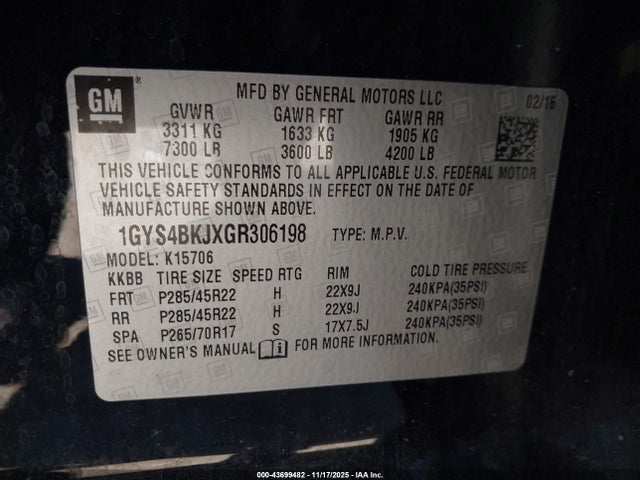 GM
MFD BY GENERAL MOTORS LLC
02/16
GVWR GAWR FRT GAWR RR
3311 KG 1633 KG 1905 KG
7300 LB 3600 LB 4200 LB
THIS VEHICLE CONFORMS TO ALL APPLICABLE U.S. FEDERAL MOTOR
VEHICLE SAFETY STANDARDS IN EFFECT ON THE DATE OF
MANUFACTURE SHOWN ABOVE.
1GYS4BKJXGR306198 TYPE: M.P.V.
MODEL: K15706
KKBB TIRE SIZE SPEED RTG RIM COLD TIRE PRESSURE
FRT P285/45R22 H 22X9J 240KPA(35PSI)
RR P285/45R22 H 22X9J 240KPA(35PSI)
SPA P265/70R17 S 17X7.5J 240KPA(35PSI)
SEE OWNER'S MANUAL FOR MORE INFORMATION.
© 000-43699482 - 11/17/2025 - IAA Inc.